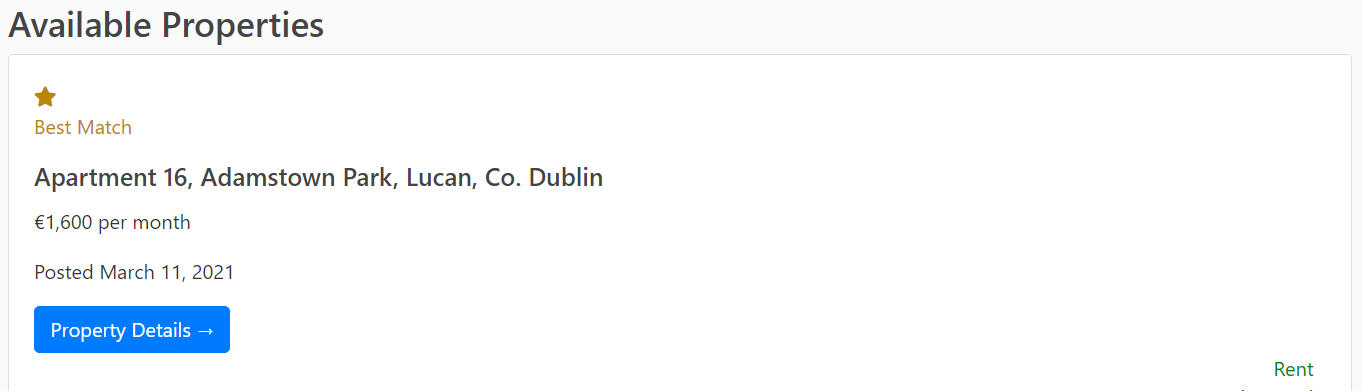 Available Properties
Best Match
Apartment 16, Adamstown Park, Lucan, Co. Dublin
€1,600 per month
Posted March 11, 2021
Property Details →
Rent